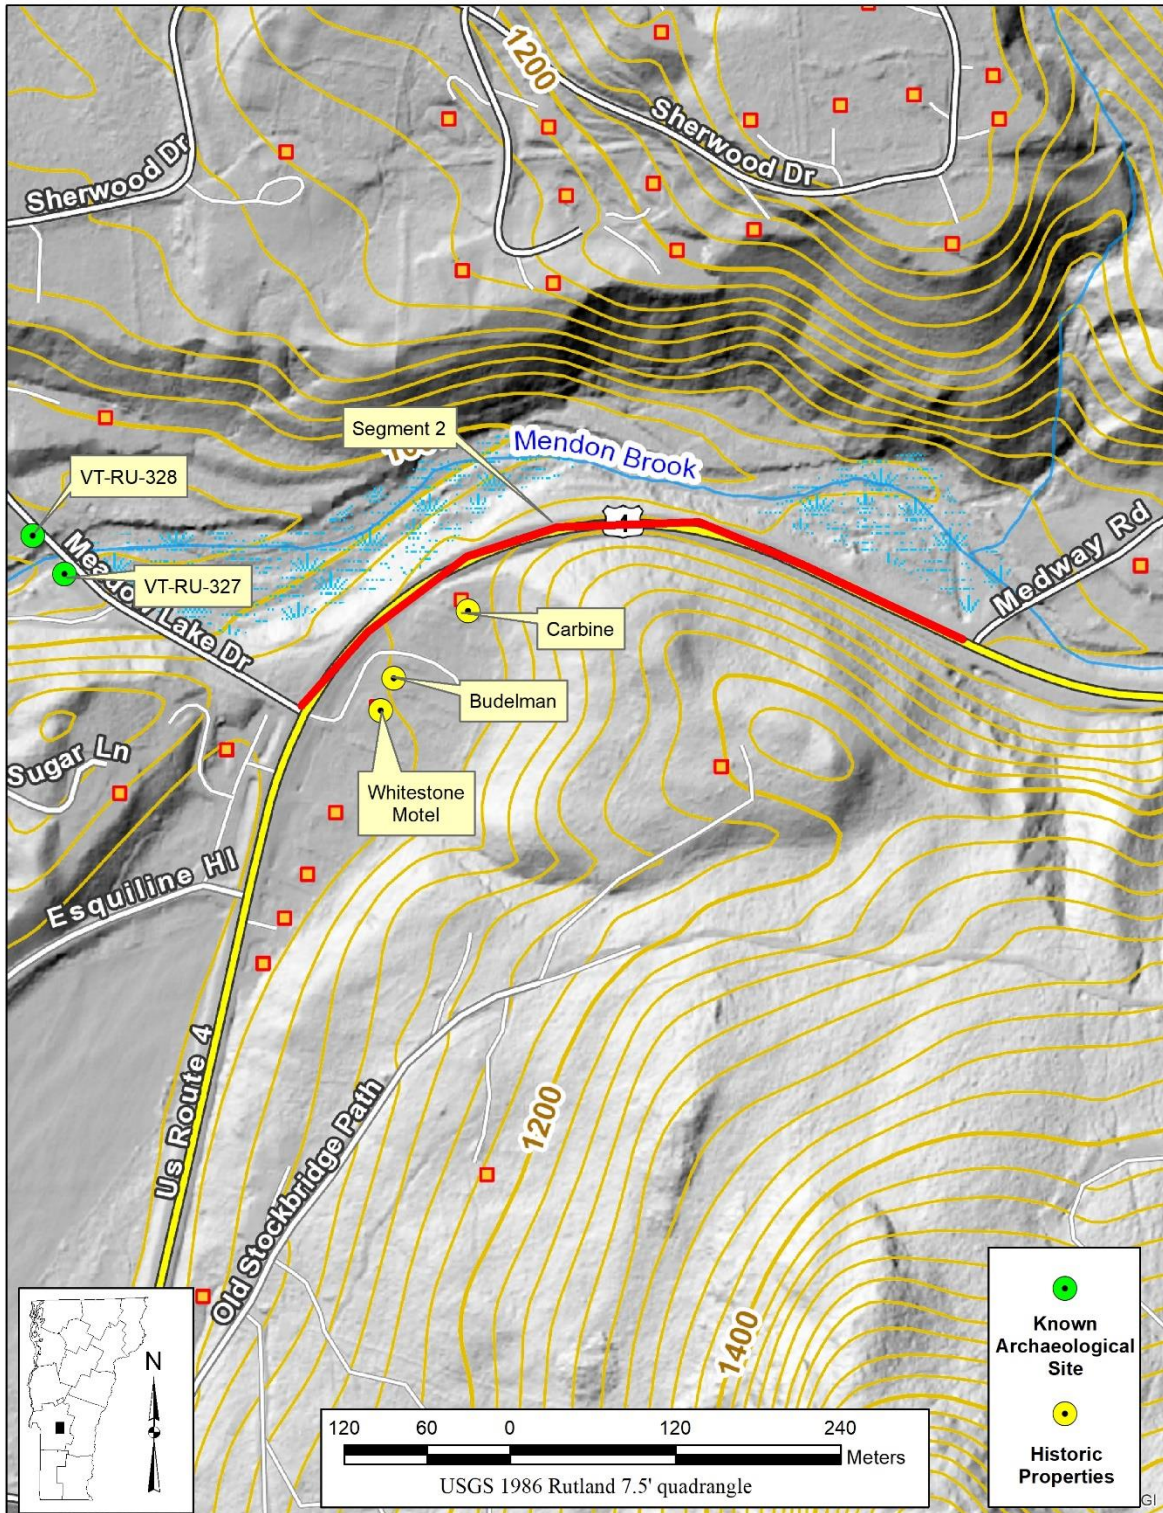 1200
Sherwood Dr
Sherwood Dr
Segment 2
Mendon Brook
VT-RU-328
4
Meadow Lake Dr
VT-RU-327
Medway Rd
Carbine
Budelman
Whitestone
Motel
Sugar Ln
Esquiline Hl
Us Route 4
Old Stockbridge Path
1200
1400
N
120 60 0 120 240
Meters
USGS 1986 Rutland 7.5' quadrangle
Known
Archaeological
Site
Historic
Properties
GI